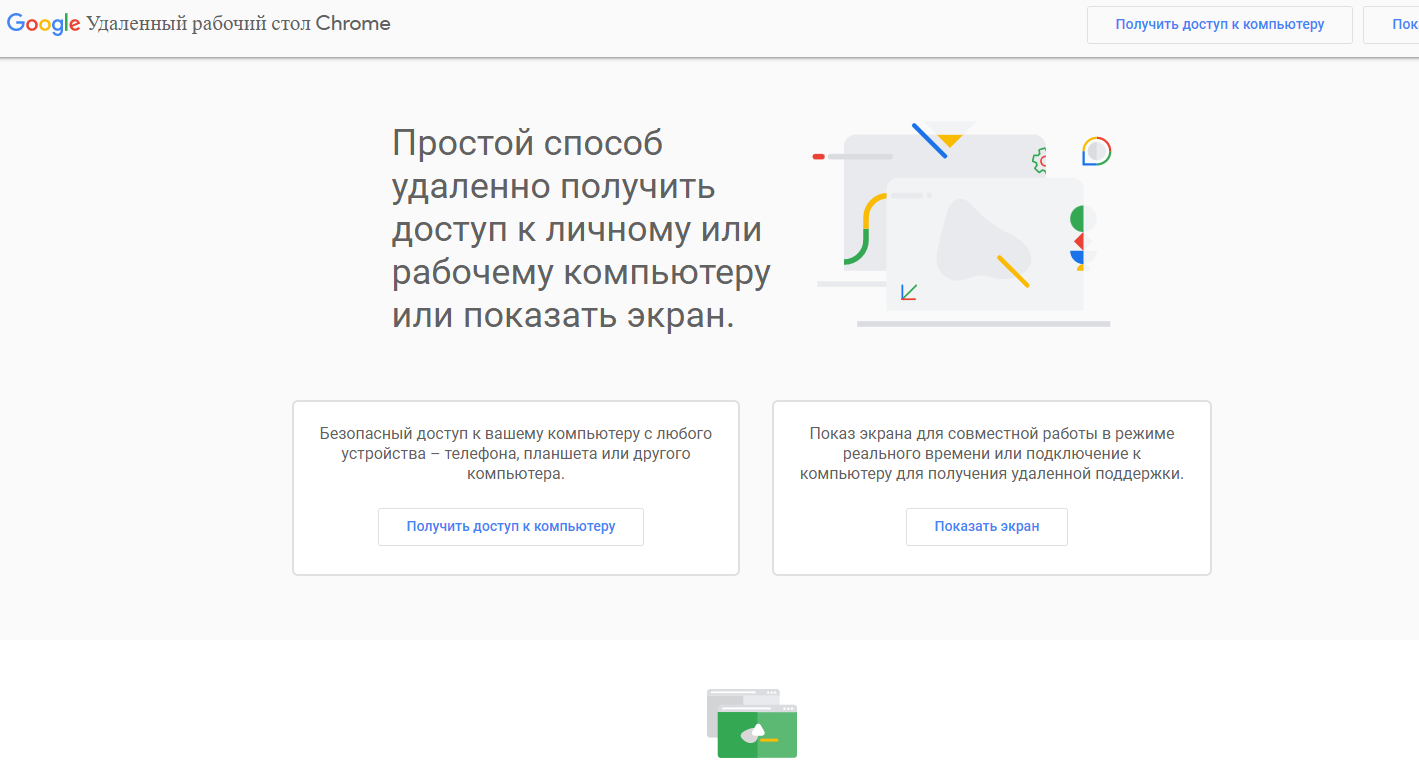 Google Удаленный рабочий стол Chrome
Получить доступ к компьютеру
Простой способ
удаленно получить
доступ к личному или
рабочему компьютеру
или показать экран.
Безопасный доступ к вашему компьютеру с любого
устройства – телефона, планшета или другого
компьютера.
Получить доступ к компьютеру
Показ экрана для совместной работы в режиме
реального времени или подключение к
компьютеру для получения удаленной поддержки.
Показать экран